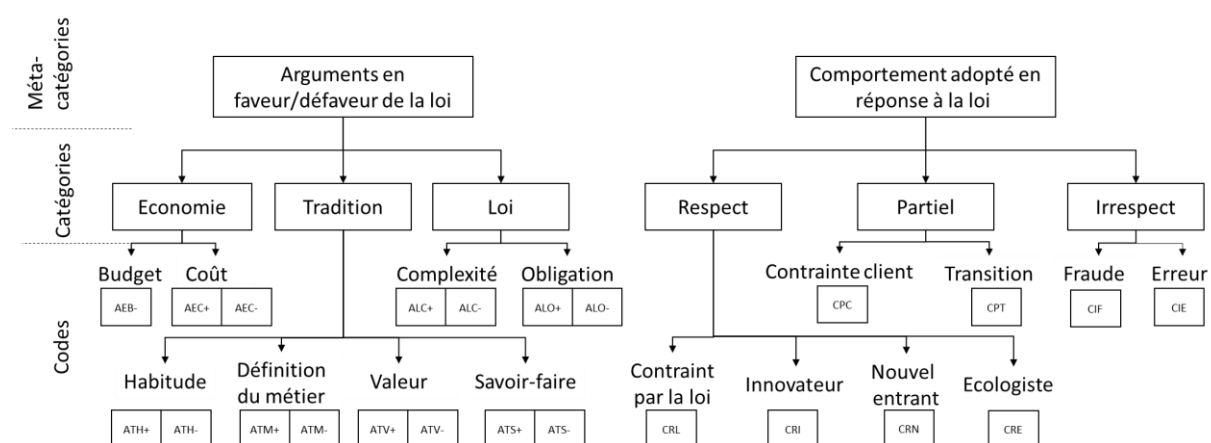 Méta-
catégories
Arguments en
faveur/défaveur de la loi
Comportement adopté en
réponse à la loi
Catégories
Economie
Tradition
Loi
Respect
Partiel
Irrespect
Codes
Budget
Coût
Complexité
Obligation
Contrainte client
Transition
Fraude
Erreur
AEB-
AEC+
AEC-
ALC+
ALC-
ALO+
ALO-
CPC
CPT
CIF
CIE
Habitude
Définition
du métier
Valeur
Savoir-faire
Contraint
par la loi
Innovateur
Nouvel
entrant
Ecologiste
ATH+
ATH-
ATM+
ATM-
ATV+
ATV-
ATS+
ATS-
CRL
CRI
CRN
CRE